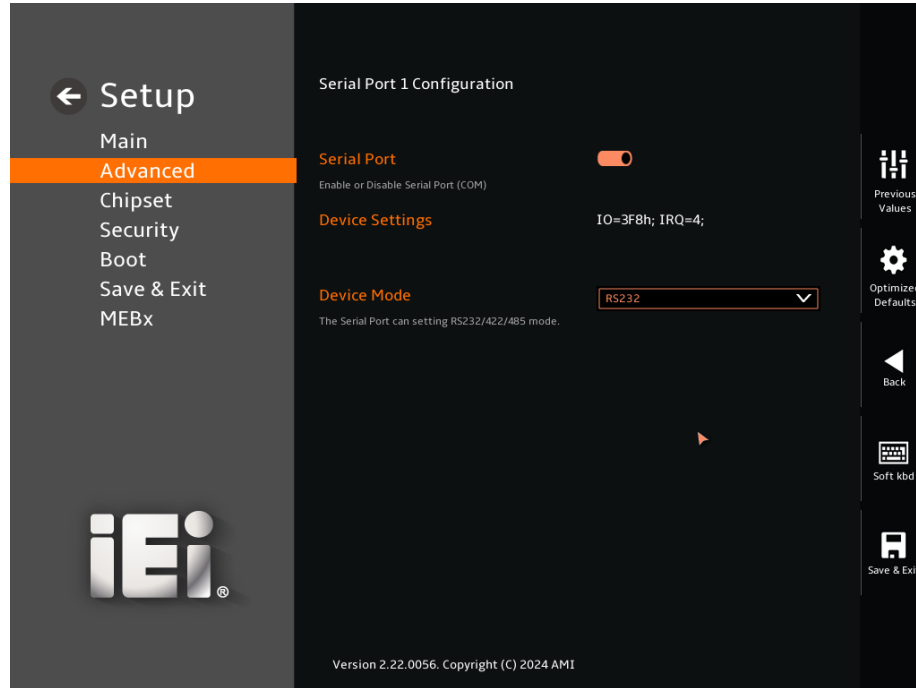 Setup
Main
Advanced
Chipset
Security
Boot
Save & Exit
MEBx
iEi®
Serial Port 1 Configuration
Serial Port
Enable or Disable Serial Port (COM)
Device Settings IO=3F8h; IRQ=4;
Device Mode RS232
The Serial Port can setting RS232/422/485 mode.
Version 2.22.0056. Copyright (C) 2024 AMI
Previous
Values
Optimized
Defaults
Back
Soft kbd
Save & Exi